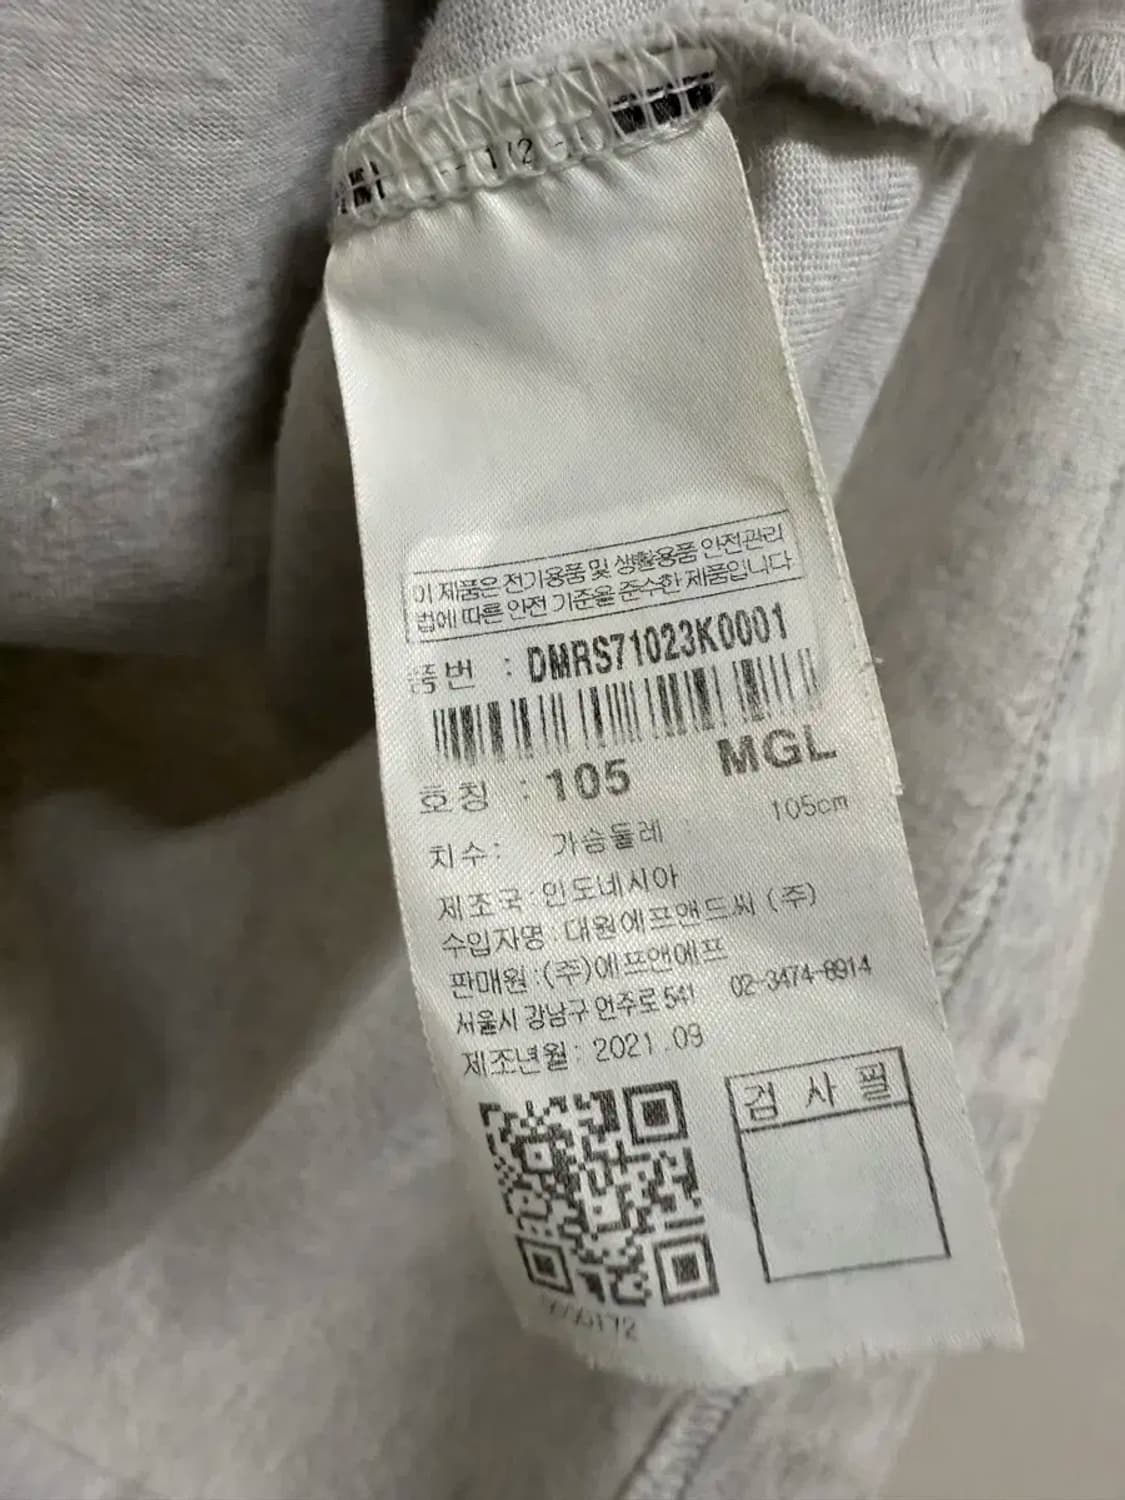 1/2
이 제품은 전기용품 및 생활용품 안전관리
법에 따른 안전 기준을 준수한 제품입니다
품번 : DMRS71023K0001
호칭 : 105 MGL
치수: 가슴둘레 : 105cm
제조국:인도네시아
수입자명:대원에프앤드씨 (주)
판매원:(주)에프앤에프
서울시 강남구 언주로 541 02-3474-8914
제조년월: 2021.09
검 사 필